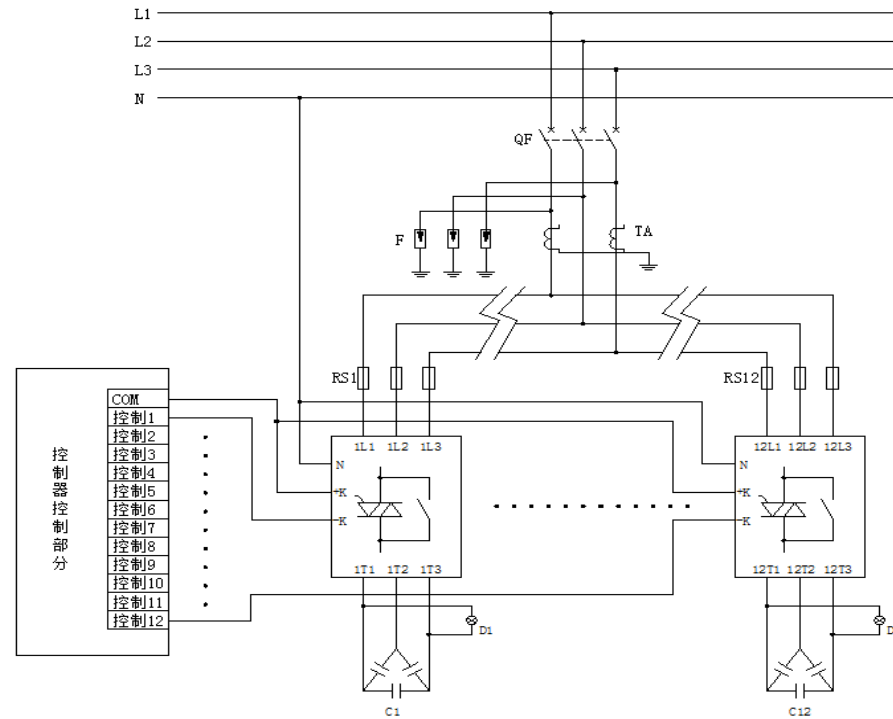 L1
L2
L3
N
QF
F
TA
RS1
RS12
COM
控制1
控制2
控制3
控制4
控制5
控制6
控制7
控制8
控制9
控制10
控制11
控制12
控制器控制部分
1L1 1L2 1L3
N
+K
-K
1T1 1T2 1T3
D1
C1
12L1 12L2 12L3
N
+K
-K
12T1 12T2 12T3
D
C12